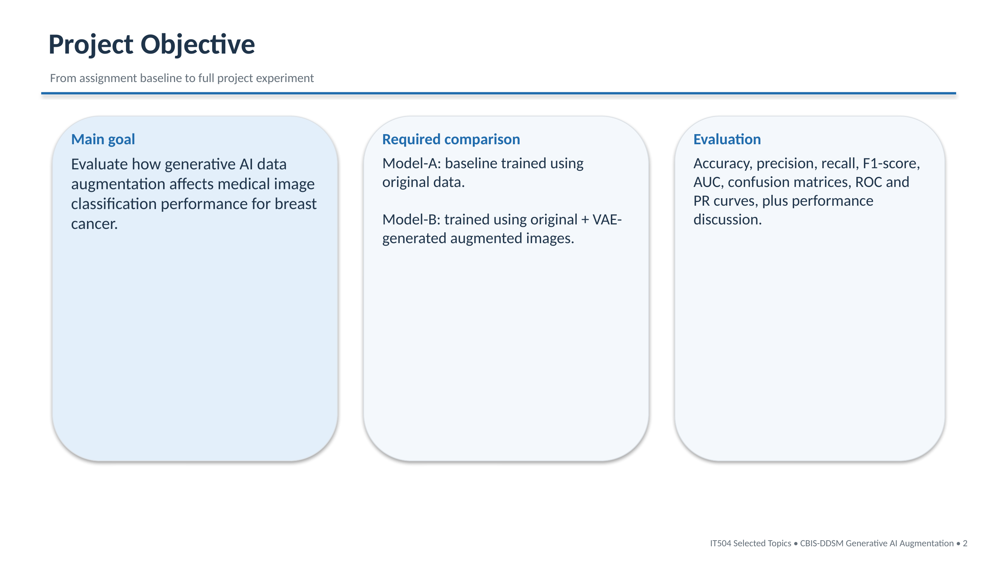 Project Objective
From assignment baseline to full project experiment
Main goal
Evaluate how generative AI data
augmentation affects medical image
classification performance for breast
cancer.
Required comparison
Model-A: baseline trained using
original data.
Model-B: trained using original + VAE-
generated augmented images.
Evaluation
Accuracy, precision, recall, F1-score,
AUC, confusion matrices, ROC and
PR curves, plus performance
discussion.
IT504 Selected Topics • CBIS-DDSM Generative AI Augmentation • 2